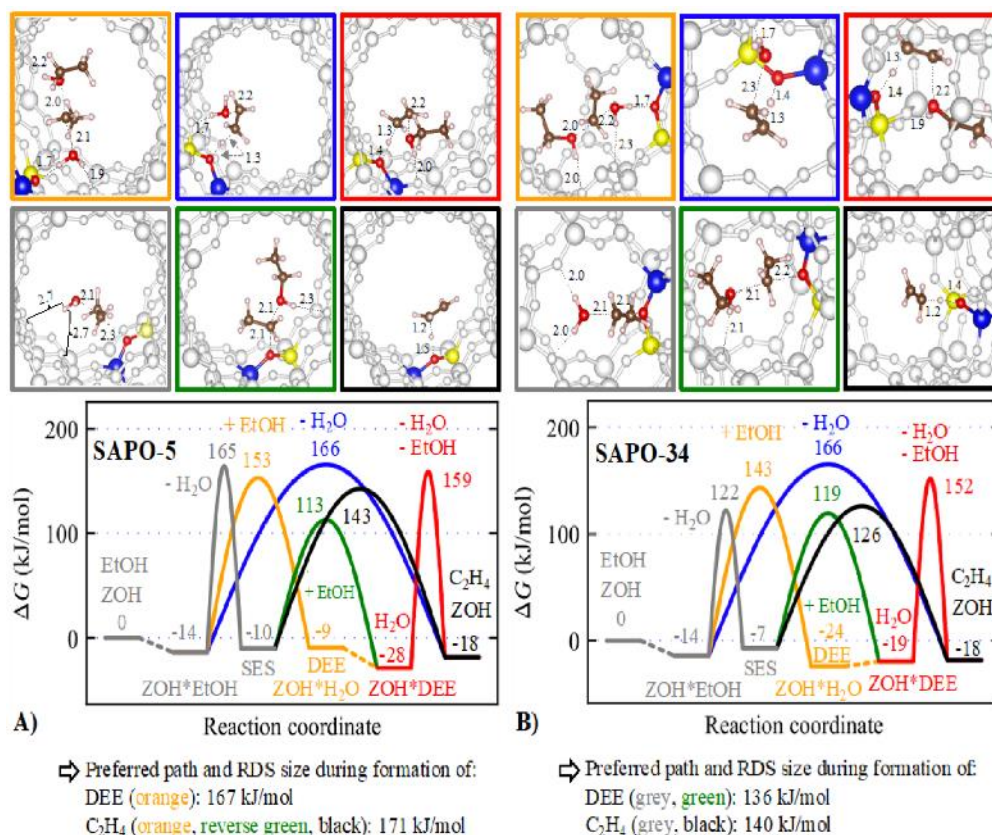 2.2
2.0
2.1
1.7
1.9
2.2
1.7
1.3
2.2
1.3
1.4
2.0
1.7
2.0
2.2
2.3
2.0
1.7
2.3
1.4
1.3
1.3
1.4
2.2
1.9
2.7
2.1
2.7
2.3
2.1
2.3
2.1
1.2
1.3
2.0
2.1
2.1
2.0
2.2
2.1
2.1
1.4
1.2
SAPO-5
+ EtOH
- H₂O
- H₂O
- EtOH
165
153
166
159
- H₂O
113
143
EtOH
ZOH
0
+ EtOH
H₂O
C₂H₄
ZOH
-14
-10
-9
-28
-18
SES
DEE
ZOH*EtOH
ZOH*H₂O
ZOH*DEE
200
100
0
ΔG (kJ/mol)
Reaction coordinate
A)
SAPO-34
+ EtOH
- H₂O
- H₂O
- EtOH
122
143
166
152
- H₂O
119
126
EtOH
ZOH
0
+ EtOH
H₂O
C₂H₄
ZOH
-14
-7
-24
-19
-18
SES
DEE
ZOH*EtOH
ZOH*H₂O
ZOH*DEE
200
100
0
ΔG (kJ/mol)
Reaction coordinate
B)
⇨ Preferred path and RDS size during formation of:
DEE (orange): 167 kJ/mol
C₂H₄ (orange, reverse green, black): 171 kJ/mol
⇨ Preferred path and RDS size during formation of:
DEE (grey, green): 136 kJ/mol
C₂H₄ (grey, black): 140 kJ/mol